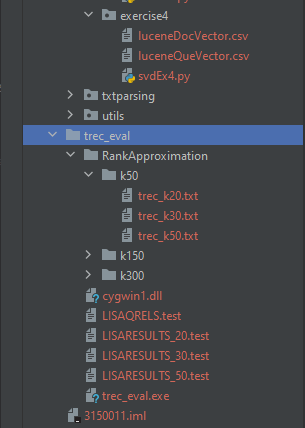 exercise4
luceneDocVector.csv
luceneQueVector.csv
svdEx4.py
txtparsing
utils
trec_eval
RankApproximation
k50
trec_k20.txt
trec_k30.txt
trec_k50.txt
k150
k300
cygwin1.dll
LISAQRELS.test
LISARESULTS_20.test
LISARESULTS_30.test
LISARESULTS_50.test
trec_eval.exe
3150011.iml